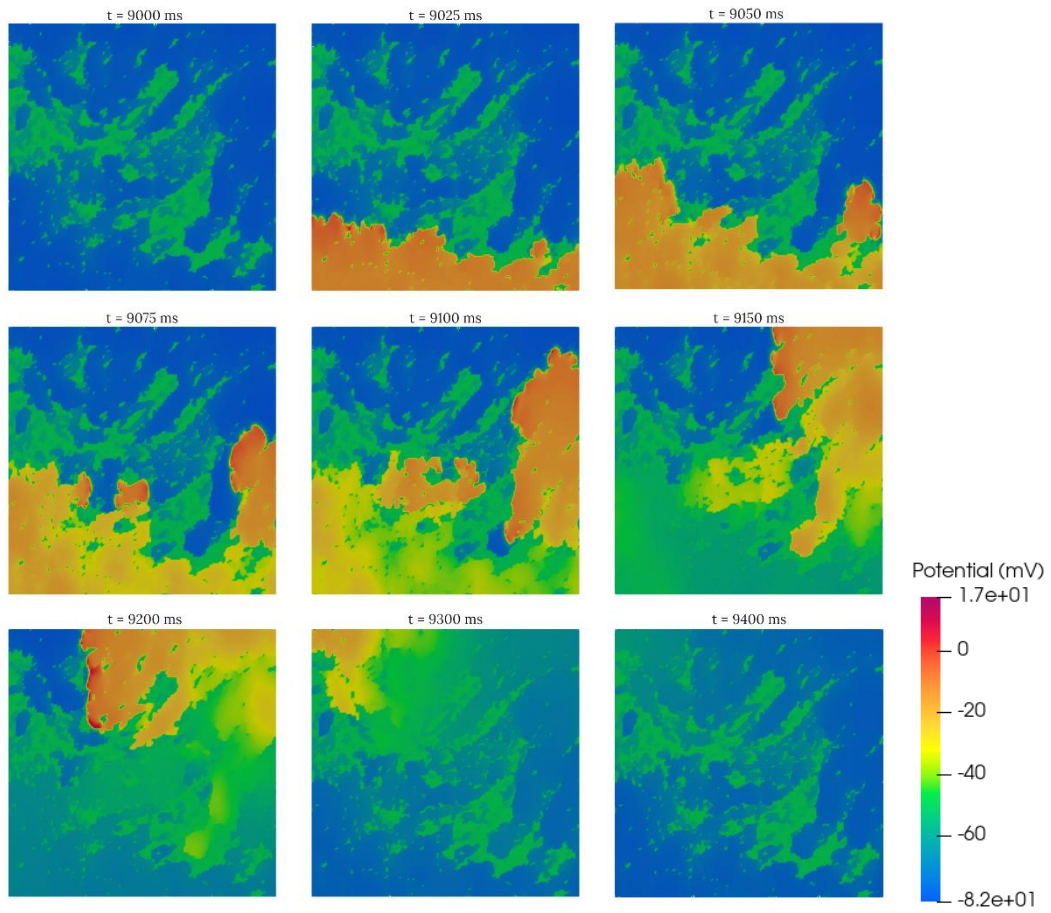 t = 9000 ms
t = 9025 ms
t = 9050 ms
t = 9075 ms
t = 9100 ms
t = 9150 ms
t = 9200 ms
t = 9300 ms
t = 9400 ms
Potential (mV)
1.7e+01
0
-20
-40
-60
-8.2e+01